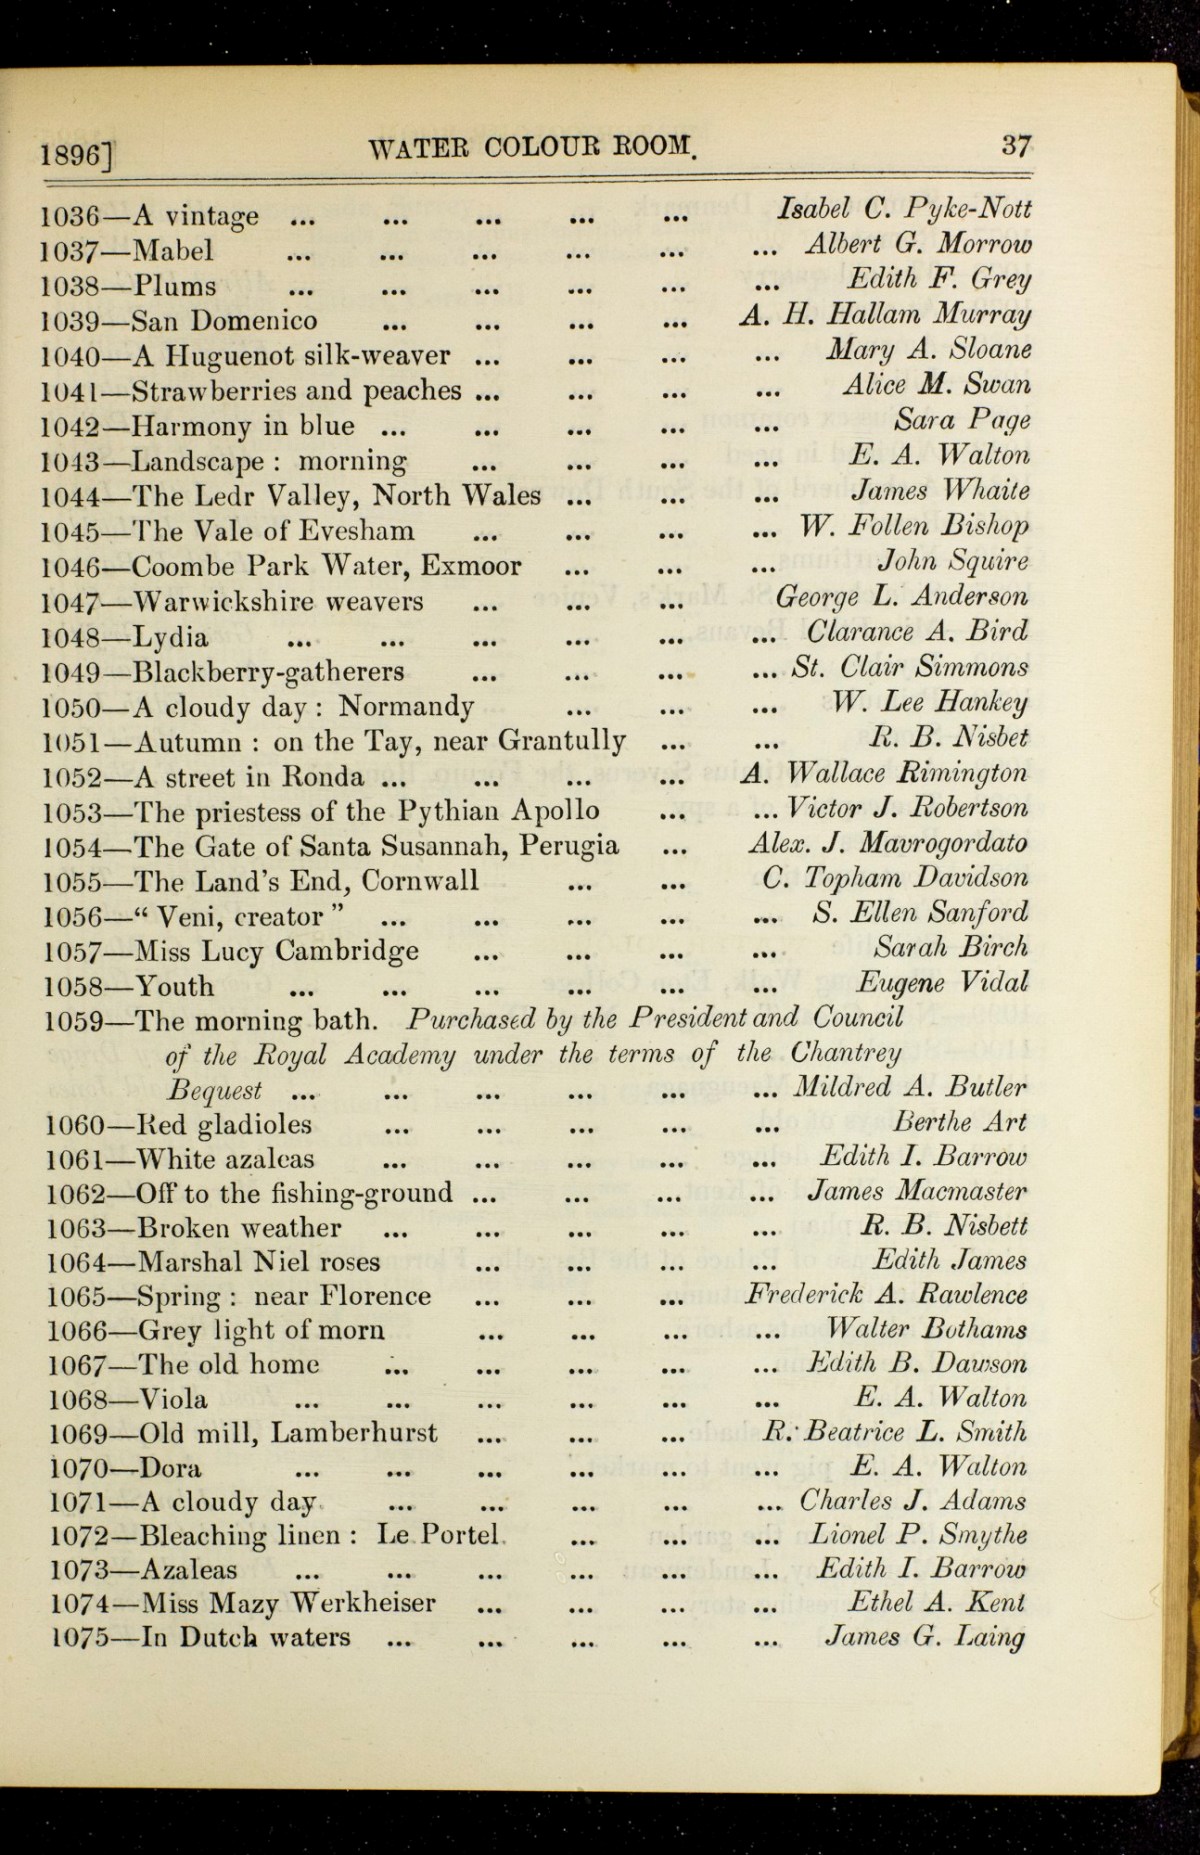 1896] WATER COLOUR ROOM. 37
1036—A vintage ... ... ... ... ... Isabel C. Pyke-Nott
1037—Mabel ... ... ... ... ... ... Albert G. Morrow
1038—Plums ... ... ... ... ... ... Edith F. Grey
1039—San Domenico ... ... ... ... A. H. Hallam Murray
1040—A Huguenot silk-weaver ... ... ... ... Mary A. Sloane
1041—Strawberries and peaches ... ... ... ... Alice M. Swan
1042—Harmony in blue ... ... ... ... ... Sara Page
1043—Landscape : morning ... ... ... ... E. A. Walton
1044—The Ledr Valley, North Wales ... ... ... James Whaite
1045—The Vale of Evesham ... ... ... ... W. Follen Bishop
1046—Coombe Park Water, Exmoor ... ... ... John Squire
1047—Warwickshire weavers ... ... ... George L. Anderson
1048—Lydia ... ... ... ... ... ... Clarance A. Bird
1049—Blackberry-gatherers ... ... ... ... St. Clair Simmons
1050—A cloudy day : Normandy ... ... ... W. Lee Hankey
1051—Autumn : on the Tay, near Grantully ... ... R. B. Nisbet
1052—A street in Ronda ... ... ... ... A. Wallace Rimington
1053—The priestess of the Pythian Apollo ... ... Victor J. Robertson
1054—The Gate of Santa Susannah, Perugia ... Alex. J. Mavrogordato
1055—The Land's End, Cornwall ... ... C. Topham Davidson
1056—“ Veni, creator ” ... ... ... ... ... S. Ellen Sanford
1057—Miss Lucy Cambridge ... ... ... ... Sarah Birch
1058—Youth ... ... ... ... ... ... Eugene Vidal
1059—The morning bath. Purchased by the President and Council
of the Royal Academy under the terms of the Chantrey
Bequest ... ... ... ... ... ... Mildred A. Butler
1060—Red gladioles ... ... ... ... ... Berthe Art
1061—White azaleas ... ... ... ... ... Edith I. Barrow
1062—Off to the fishing-ground ... ... ... ... James Macmaster
1063—Broken weather ... ... ... ... ... R. B. Nisbett
1064—Marshal Niel roses ... ... ... ... Edith James
1065—Spring : near Florence ... ... ... Frederick A. Rawlence
1066—Grey light of morn ... ... ... ... Walter Bothams
1067—The old home ... ... ... ... ... Edith B. Dawson
1068—Viola ... ... ... ... ... ... E. A. Walton
1069—Old mill, Lamberhurst ... ... ... R. Beatrice L. Smith
1070—Dora ... ... ... ... ... ... E. A. Walton
1071—A cloudy day ... ... ... ... ... Charles J. Adams
1072—Bleaching linen : Le Portel ... ... ... Lionel P. Smythe
1073—Azaleas ... ... ... ... ... ... Edith I. Barrow
1074—Miss Mazy Werkheiser ... ... ... ... Ethel A. Kent
1075—In Dutch waters ... ... ... ... ... James G. Laing